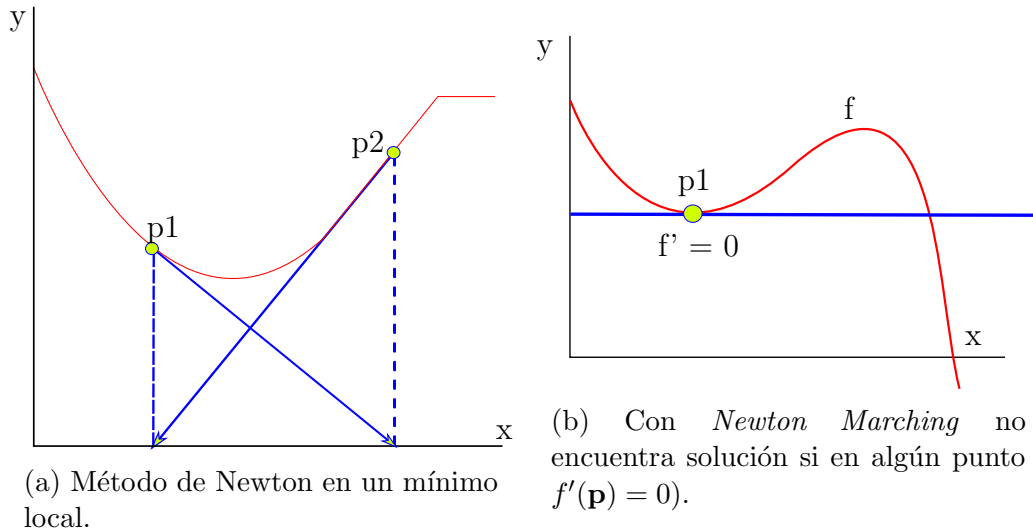 y
p1
p2
x
(a) Método de Newton en un mínimo
local.
y
f
p1
f' = 0
x
(b) Con Newton Marching no
encuentra solución si en algún punto
f′(p) = 0).